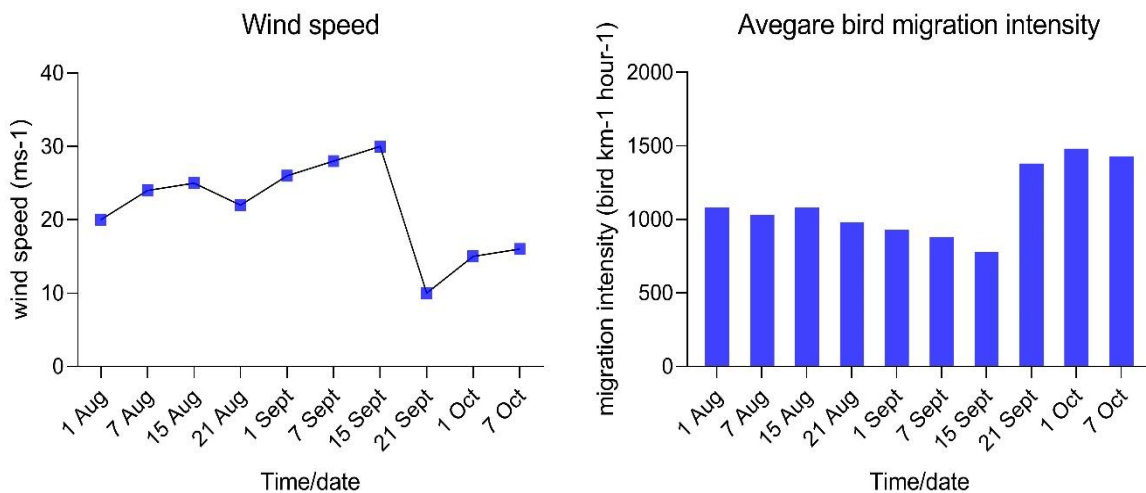 Wind speed
wind speed (ms-1)
40
30
20
10
0
1 Aug
7 Aug
15 Aug
21 Aug
1 Sept
7 Sept
15 Sept
21 Sept
1 Oct
7 Oct
Time/date
Avegare bird migration intensity
migration intensity (bird km-1 hour-1)
2000
1500
1000
500
0
1 Aug
7 Aug
15 Aug
21 Aug
1 Sept
7 Sept
15 Sept
21 Sept
1 Oct
7 Oct
Time/date